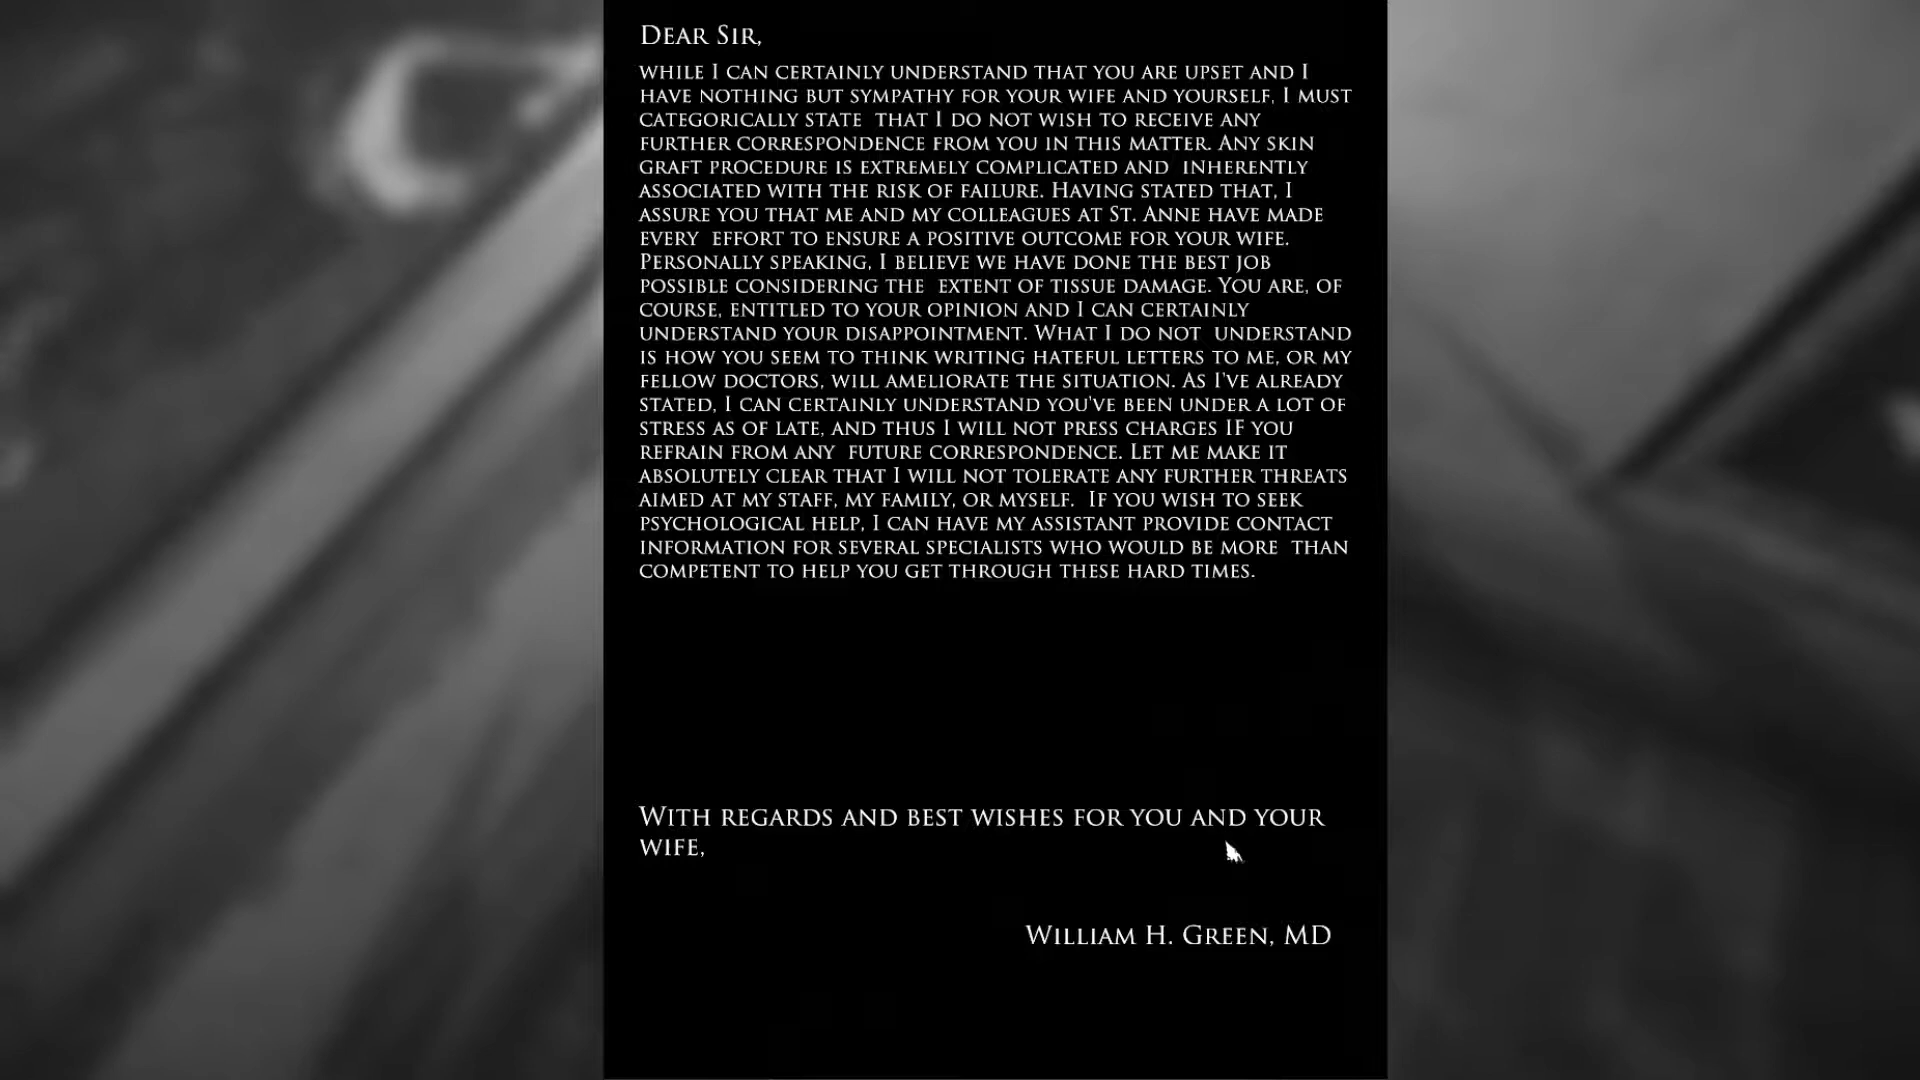 Dear Sir,
while I can certainly understand that you are upset and I
have nothing but sympathy for your wife and yourself, I must
categorically state that I do not wish to receive any
further correspondence from you in this matter. Any skin
graft procedure is extremely complicated and inherently
associated with the risk of failure. Having stated that, I
assure you that me and my colleagues at St. Anne have made
every effort to ensure a positive outcome for your wife.
Personally speaking, I believe we have done the best job
possible considering the extent of tissue damage. You are, of
course, entitled to your opinion and I can certainly
understand your disappointment. What I do not understand
is how you seem to think writing hateful letters to me, or my
fellow doctors, will ameliorate the situation. As I've already
stated, I can certainly understand you've been under a lot of
stress as of late, and thus I will not press charges IF you
refrain from any future correspondence. Let me make it
absolutely clear that I will not tolerate any further threats
aimed at my staff, my family, or myself. If you wish to seek
psychological help, I can have my assistant provide contact
information for several specialists who would be more than
competent to help you get through these hard times.
With regards and best wishes for you and your
wife,
William H. Green, MD